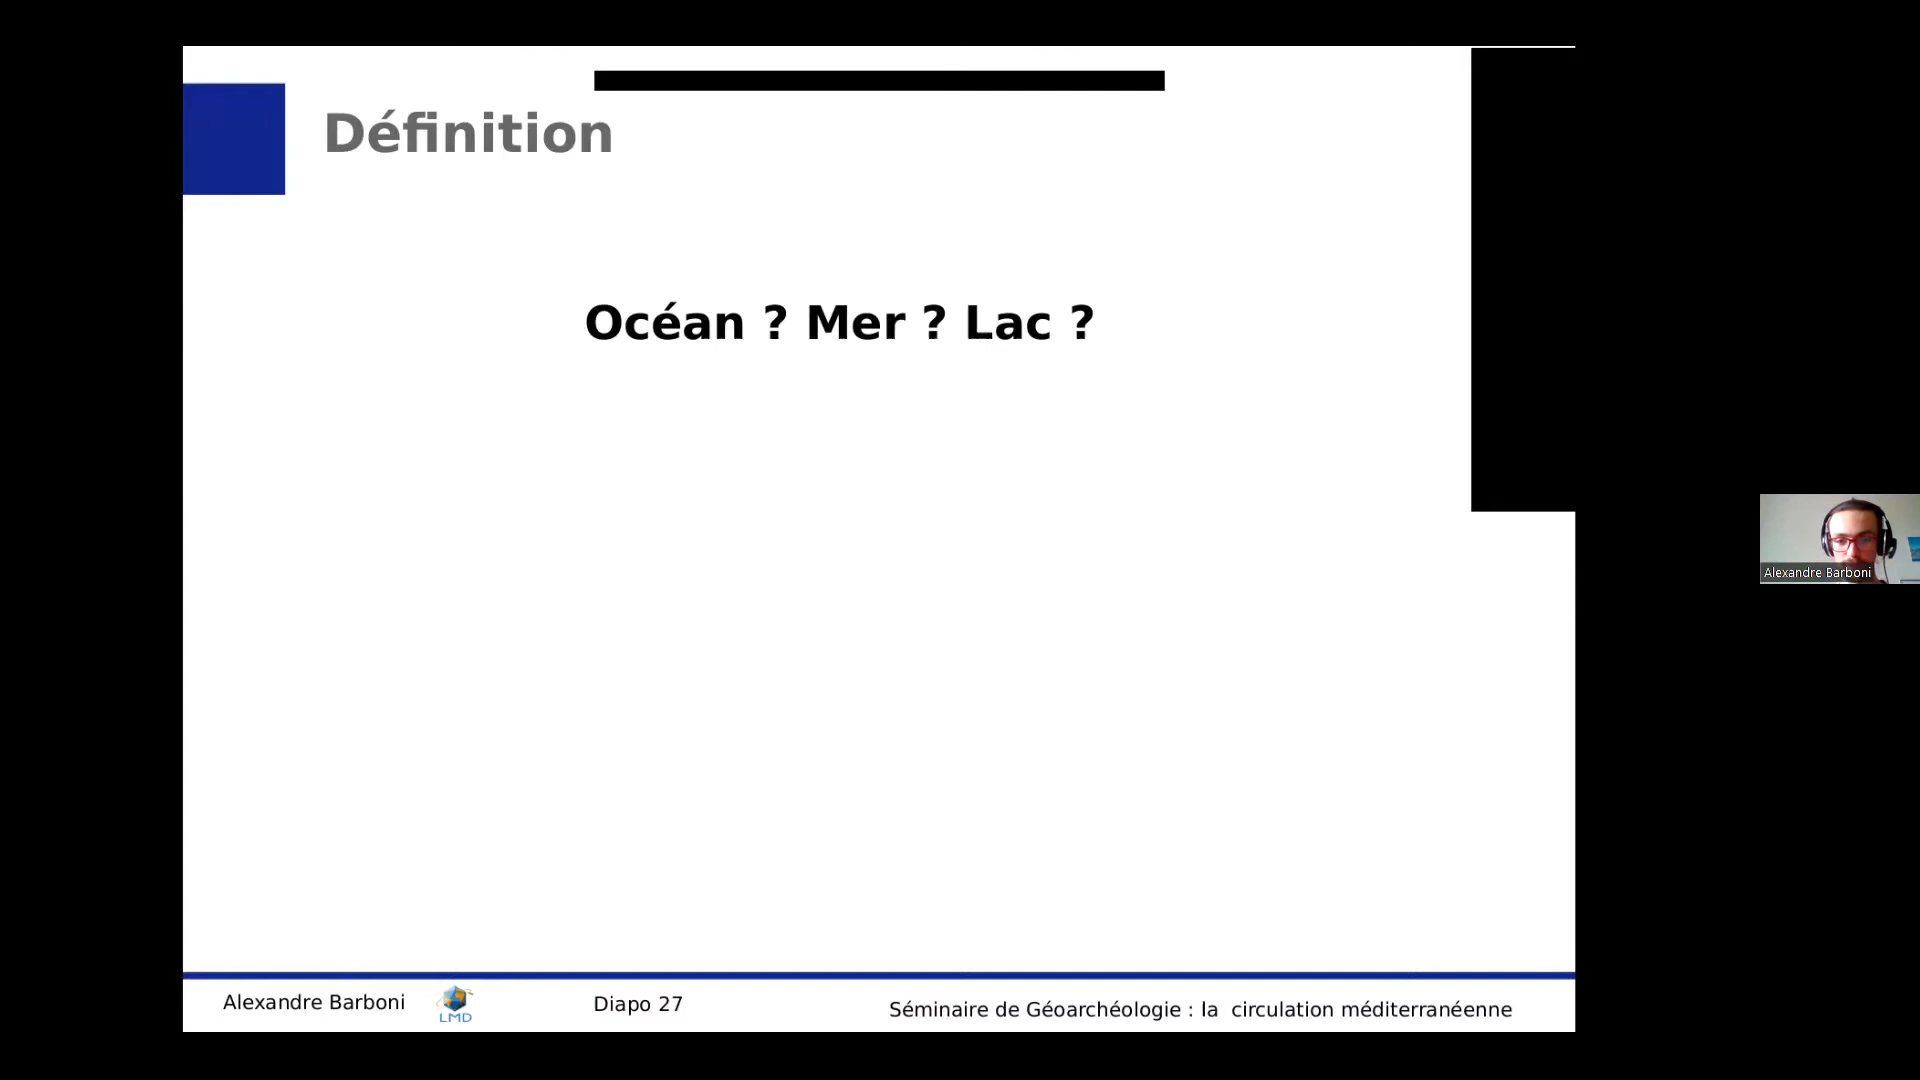 Définition
Océan ? Mer ? Lac ?
Alexandre Barboni
Alexandre Barboni
LMD
Diapo 27
Séminaire de Géoarchéologie : la circulation méditerranéenne